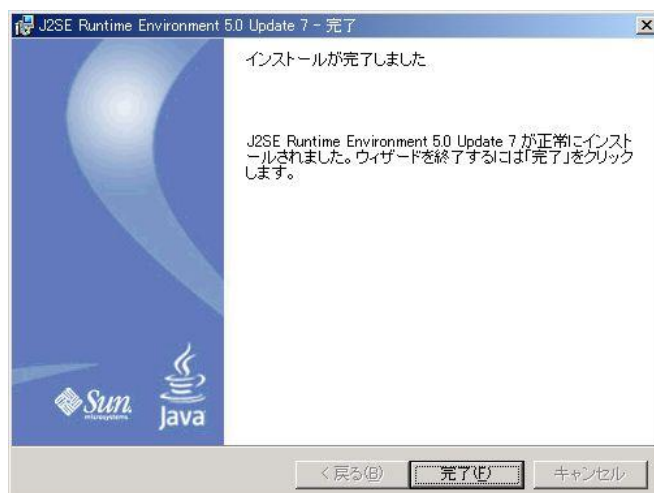 J2SE Runtime Environment 5.0 Update 7 - 完了
インストールが完了しました
J2SE Runtime Environment 5.0 Update 7 が正常にインスト
ールされました。ウィザードを終了するには「完了」をクリック
します。
Sun
microsystems
Java
< 戻る(B)
完了(F)
キャンセル